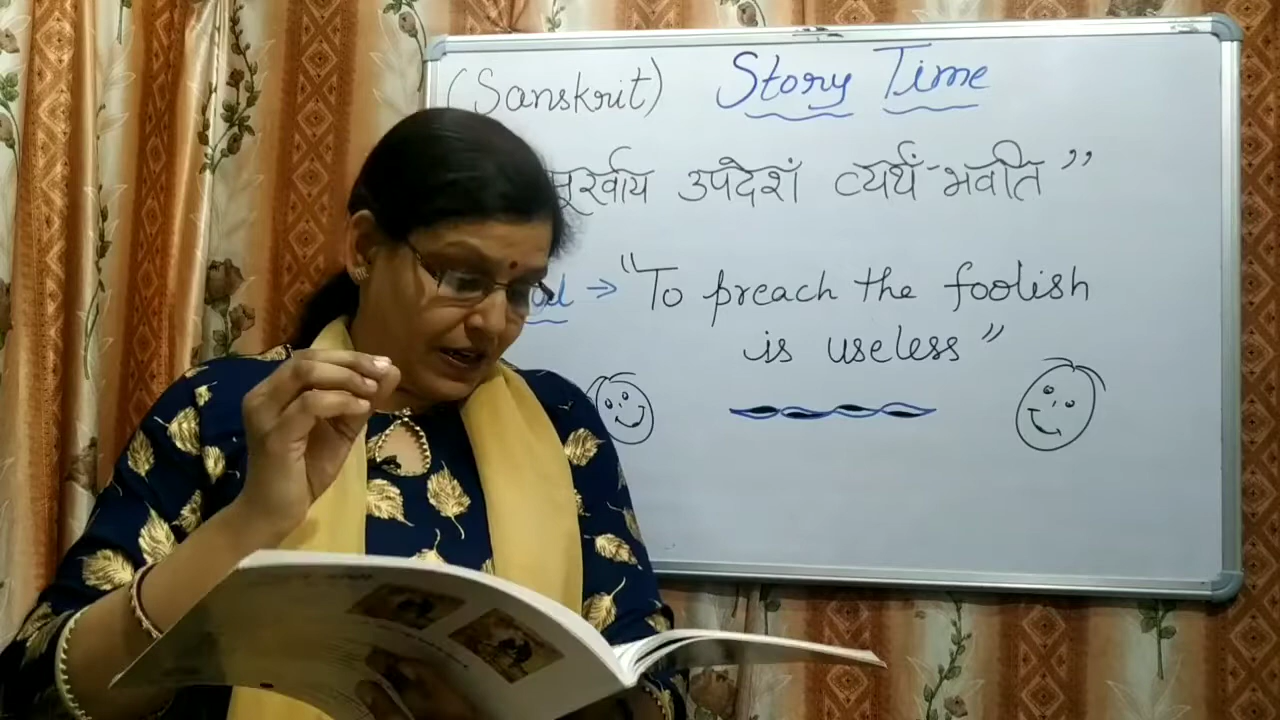 (Sanskrit) Story Time
उपदेशं व्यर्थं भवति”
→ “To preach the foolish
is useless”